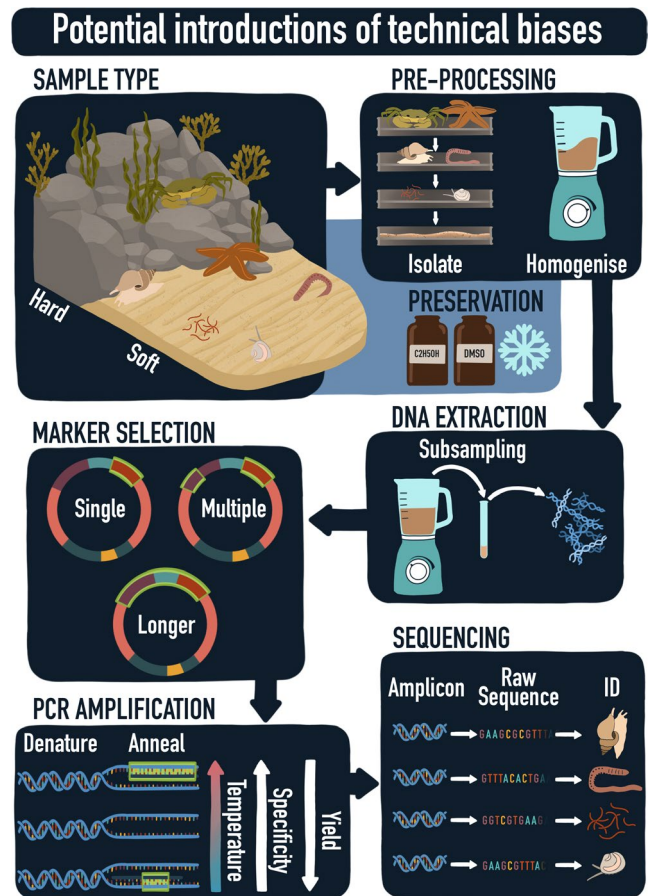 Potential introductions of technical biases
SAMPLE TYPE
Hard
Soft
PRE-PROCESSING
Isolate
Homogenise
PRESERVATION
C2H5OH
DMSO
DNA EXTRACTION
Subsampling
MARKER SELECTION
Single
Multiple
Longer
PCR AMPLIFICATION
Denature
Anneal
Temperature
Specificity
Yield
SEQUENCING
Amplicon
Raw
Sequence
ID
GAAGCGCGTTTA
GTTTACACTGA
GGTCGTGAAG
GAAGCGTTTAC